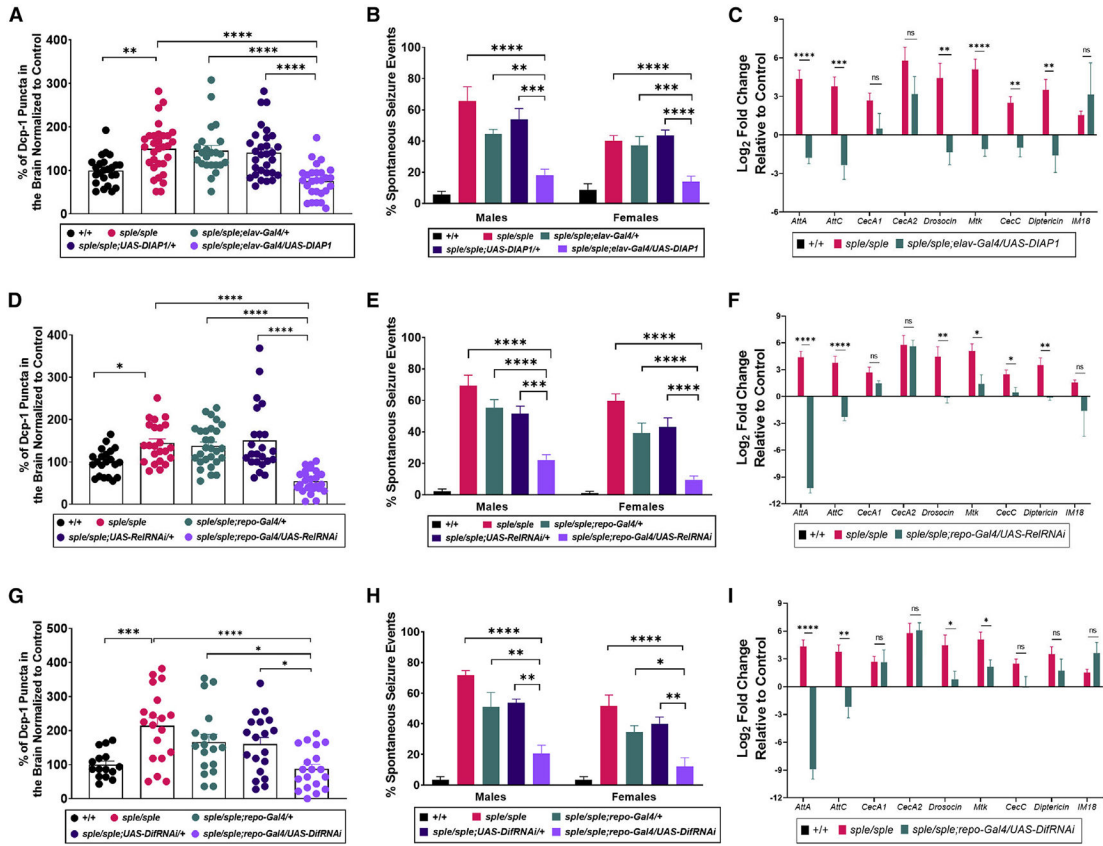 A
% of Dcp-1 Puncta in
the Brain Normalized to Control
400
300
200
100
0
**
****
****
****
+/+ sple/sple sple/sple;elav-Gal4/+
sple/sple;UAS-DIAP1/+ sple/sple;elav-Gal4/UAS-DIAP1
B
% Spontaneous Seizure Events
100
80
60
40
20
0
****
**
***
****
***
****
Males Females
+/+ sple/sple sple/sple;elav-Gal4/+
sple/sple;UAS-DIAP1/+ sple/sple;elav-Gal4/UAS-DIAP1
C
Log2 Fold Change
Relative to Control
9
6
3
0
-3
-6
**** *** ns ns ** **** ** ** ns
AttA AttC CecA1 CecA2 Drosocin Mtk CecC Diptericin IM18
+/+ sple/sple sple/sple;elav-Gal4/UAS-DIAP1
D
% of Dcp-1 Puncta in
the Brain Normalized to Control
400
300
200
100
0
*
****
****
****
+/+ sple/sple sple/sple;repo-Gal4/+
sple/sple;UAS-RelRNAi/+ sple/sple;repo-Gal4/UAS-RelRNAi
E
% Spontaneous Seizure Events
100
80
60
40
20
0
****
****
***
****
****
****
Males Females
+/+ sple/sple sple/sple;repo-Gal4/+
sple/sple;UAS-RelRNAi/+ sple/sple;repo-Gal4/UAS-RelRNAi
F
Log2 Fold Change
Relative to Control
9
6
3
0
-3
-6
-9
-12
**** **** ns ns ** * * ** ns
AttA AttC CecA1 CecA2 Drosocin Mtk CecC Diptericin IM18
+/+ sple/sple sple/sple;repo-Gal4/UAS-RelRNAi
G
% of Dcp-1 Puncta in
the Brain Normalized to Control
500
400
300
200
100
0
***
****
*
*
+/+ sple/sple sple/sple;repo-Gal4/+
sple/sple;UAS-DifRNAi/+ sple/sple;repo-Gal4/UAS-DifRNAi
H
% Spontaneous Seizure Events
100
80
60
40
20
0
****
**
**
****
*
**
Males Females
+/+ sple/sple sple/sple;repo-Gal4/+
sple/sple;UAS-DifRNAi/+ sple/sple;repo-Gal4/UAS-DifRNAi
I
Log2 Fold Change
Relative to Control
9
6
3
0
-3
-6
-9
-12
**** ** ns ns * * ns ns ns
AttA AttC CecA1 CecA2 Drosocin Mtk CecC Diptericin IM18
+/+ sple/sple sple/sple;repo-Gal4/UAS-DifRNAi